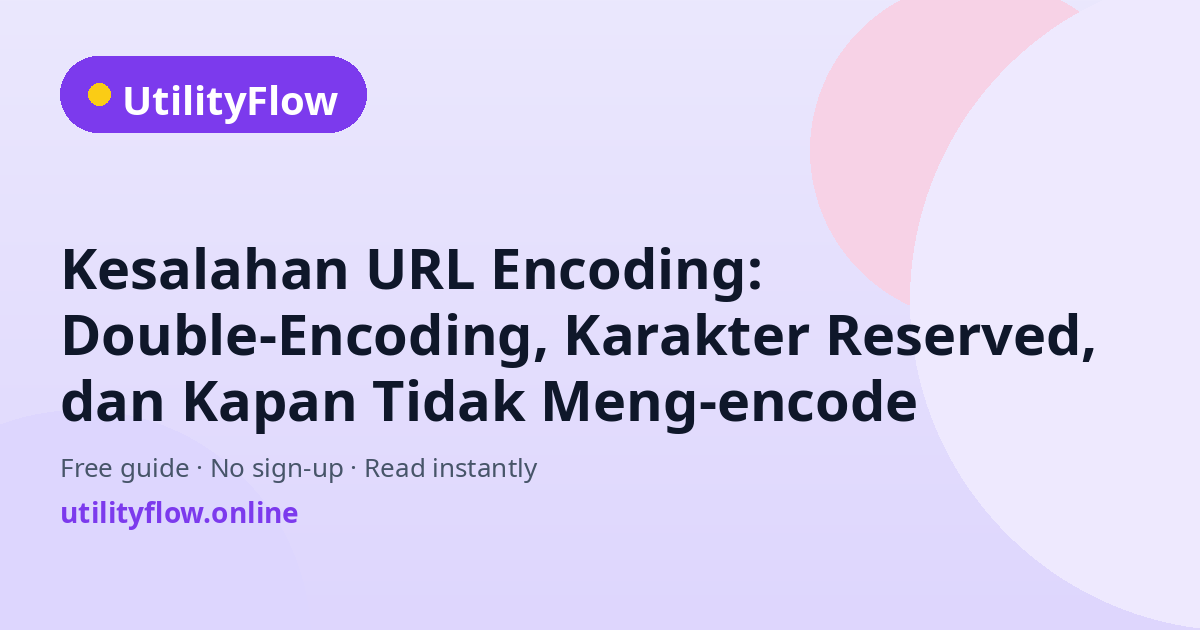 UtilityFlow
Kesalahan URL Encoding:
Double-Encoding, Karakter Reserved,
dan Kapan Tidak Meng-encode
Free guide · No sign-up · Read instantly
utilityflow.online